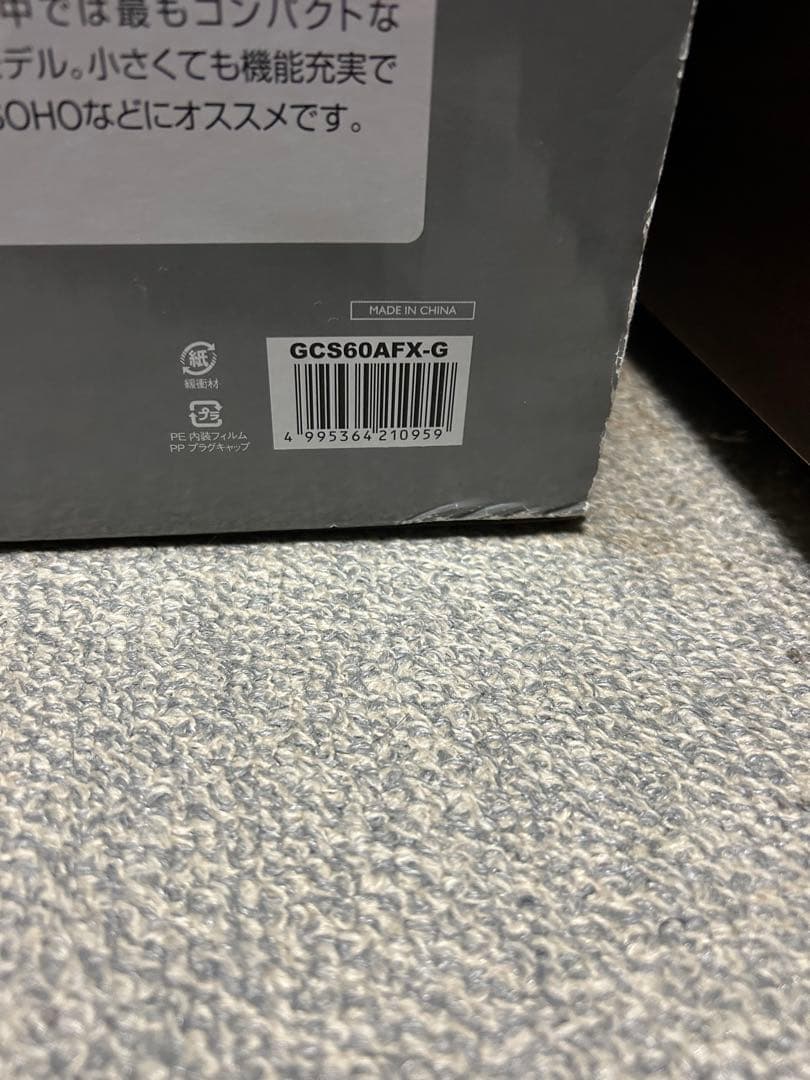 中では最もコンパクトな
デル。小さくても機能充実で
SOHOなどにオススメです。
MADE IN CHINA
GCS60AFX-G
4 995364 210959
紙
緩衝材
プラ
PE 内装フィルム
PP プラグキャップ